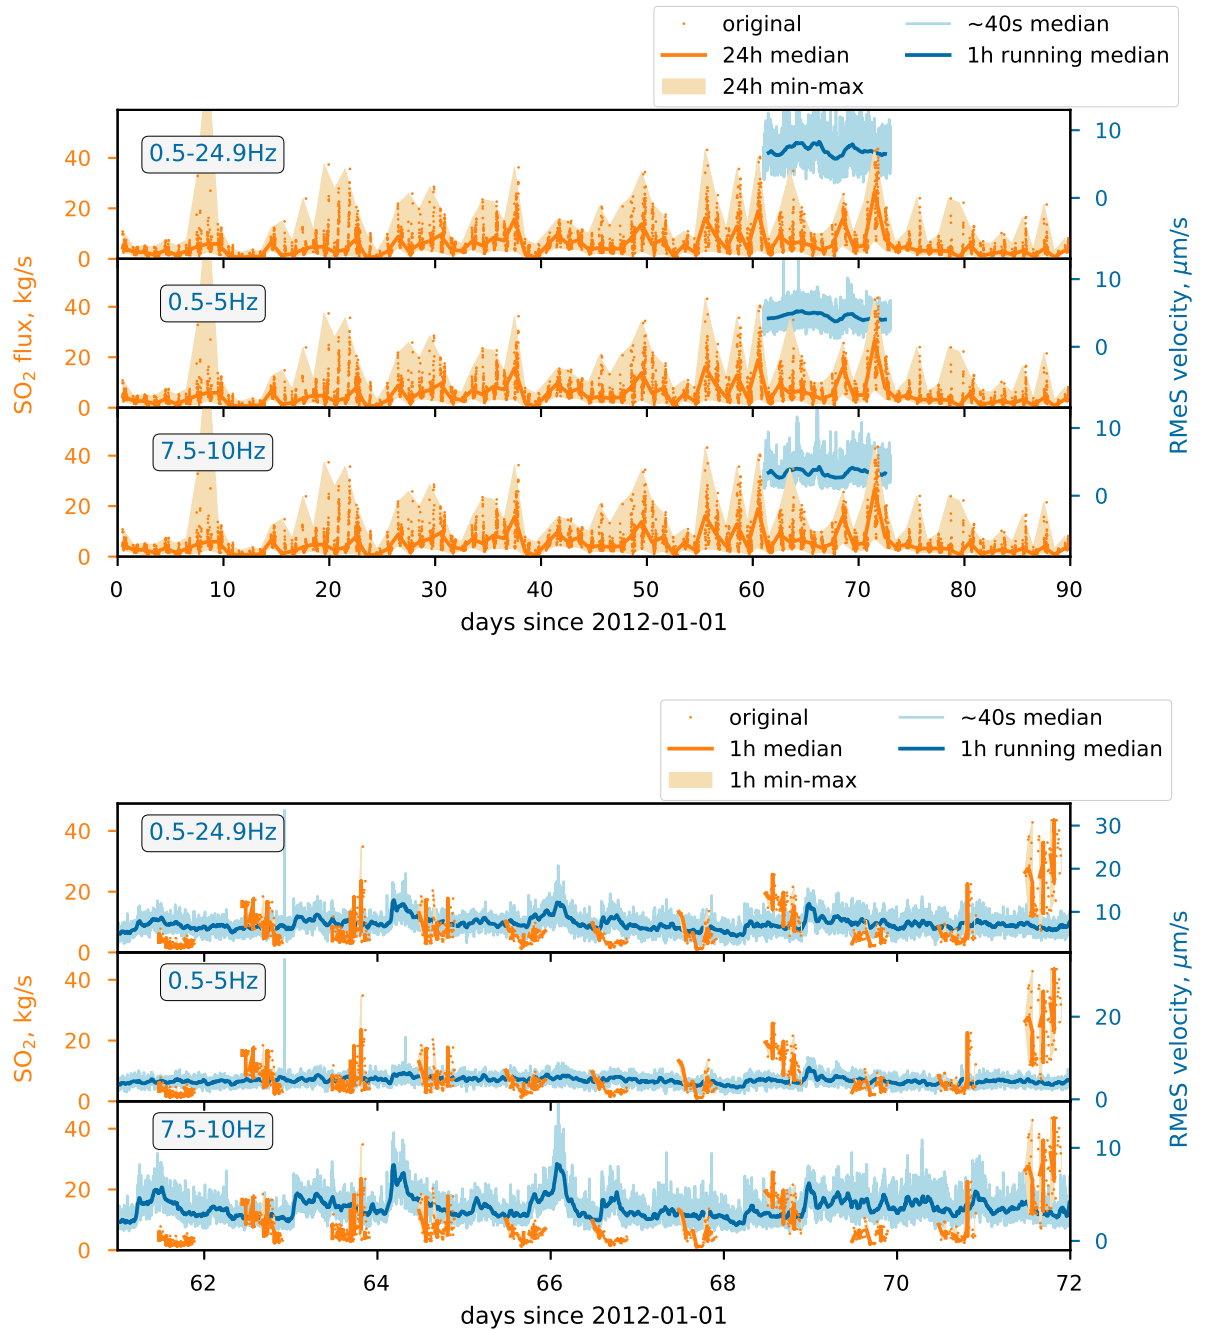 original
24h median
24h min-max
~40s median
1h running median
0.5-24.9Hz
40
20
0
10
0
0.5-5Hz
40
20
0
10
0
7.5-10Hz
40
20
0
10
0
SO2 flux, kg/s
RMeS velocity, μm/s
0 10 20 30 40 50 60 70 80 90
days since 2012-01-01
original
1h median
1h min-max
~40s median
1h running median
0.5-24.9Hz
40
20
0
30
20
10
0.5-5Hz
40
20
0
20
0
7.5-10Hz
40
20
0
10
0
SO2, kg/s
RMeS velocity, μm/s
62 64 66 68 70 72
days since 2012-01-01